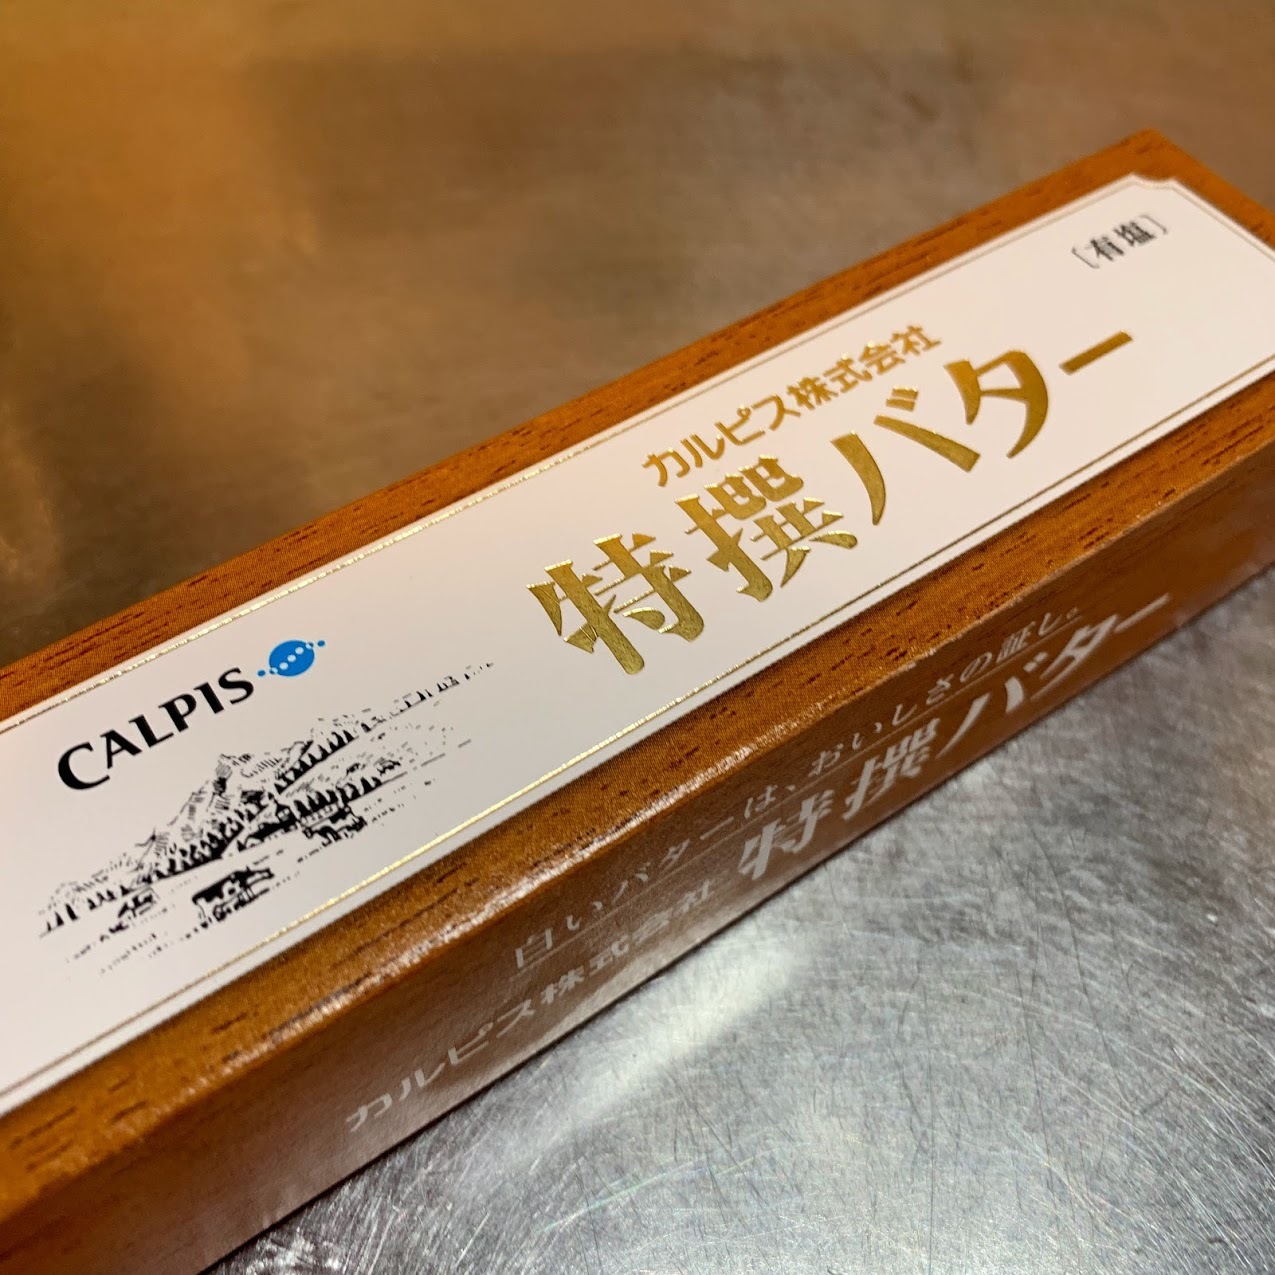 〔有塩〕
カルピス株式会社
特撰バター
CALPIS
白いバターは、おいしさの証し。
カルピス株式会社 特撰バター